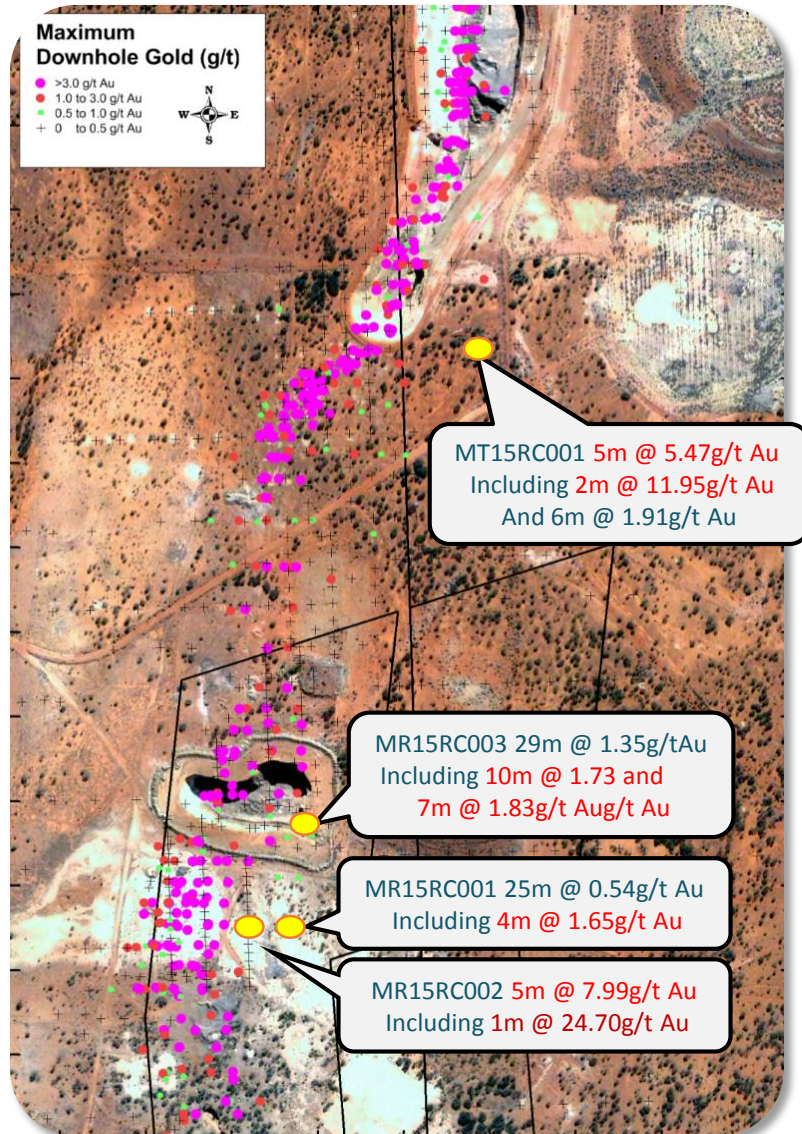 Maximum
Downhole Gold (g/t)
>3.0 g/t Au
1.0 to 3.0 g/t Au
0.5 to 1.0 g/t Au
0 to 0.5 g/t Au
N
W E
S
MT15RC001 5m @ 5.47g/t Au
Including 2m @ 11.95g/t Au
And 6m @ 1.91g/t Au
MR15RC003 29m @ 1.35g/tAu
Including 10m @ 1.73 and
7m @ 1.83g/t Aug/t Au
MR15RC001 25m @ 0.54g/t Au
Including 4m @ 1.65g/t Au
MR15RC002 5m @ 7.99g/t Au
Including 1m @ 24.70g/t Au